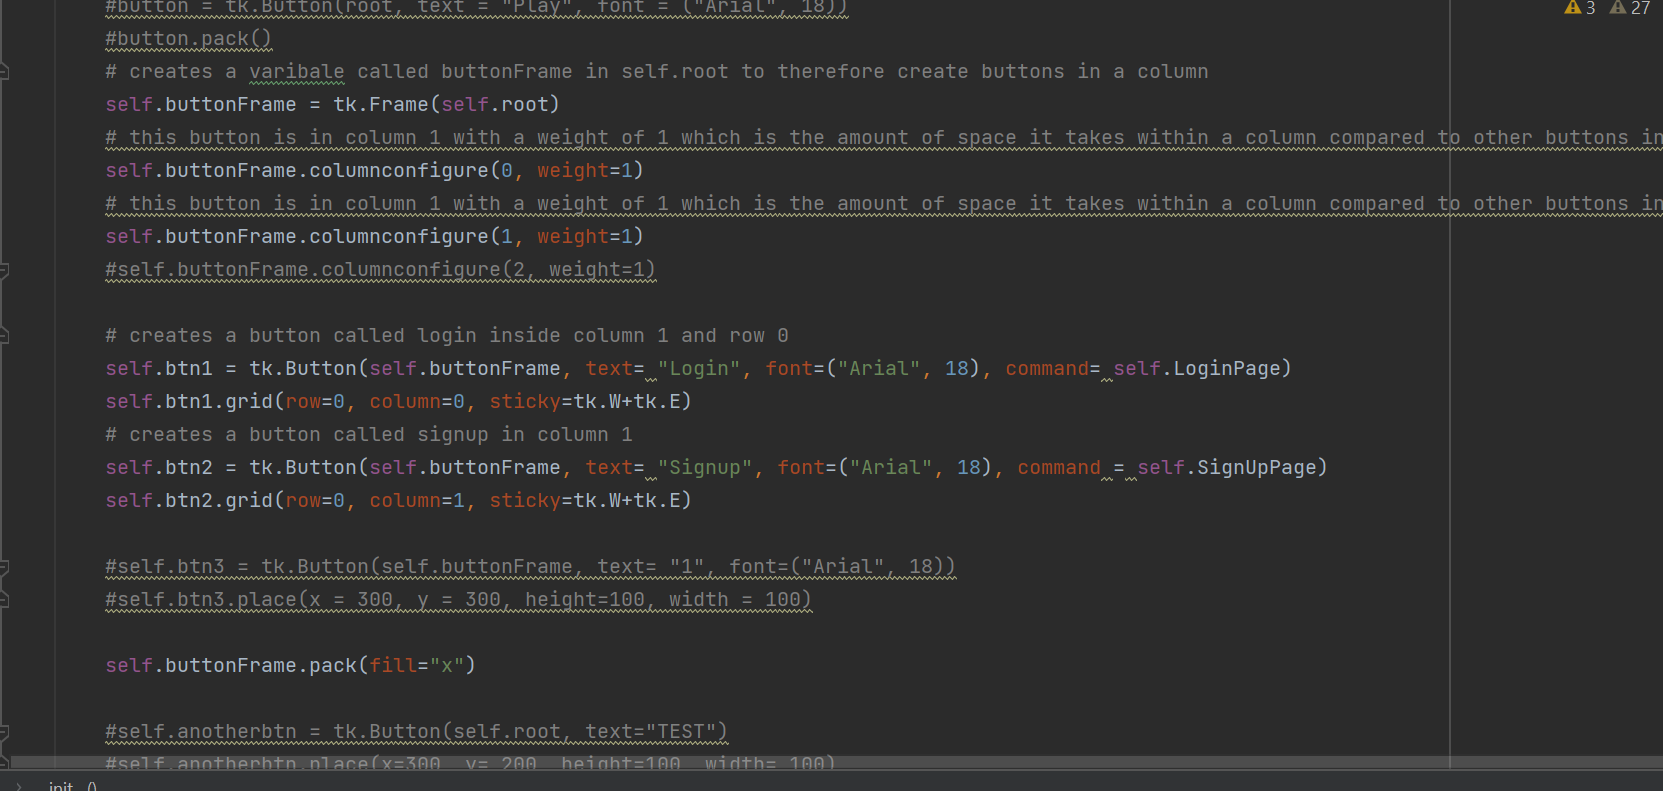 #button = tk.Button(root, text = "Play", font = ("Arial", 18))
3 27
#button.pack()
# creates a varibale called buttonFrame in self.root to therefore create buttons in a column
self.buttonFrame = tk.Frame(self.root)
# this button is in column 1 with a weight of 1 which is the amount of space it takes within a column compared to other buttons in
self.buttonFrame.columnconfigure(0, weight=1)
# this button is in column 1 with a weight of 1 which is the amount of space it takes within a column compared to other buttons in
self.buttonFrame.columnconfigure(1, weight=1)
#self.buttonFrame.columnconfigure(2, weight=1)
# creates a button called login inside column 1 and row 0
self.btn1 = tk.Button(self.buttonFrame, text= "Login", font=("Arial", 18), command= self.LoginPage)
self.btn1.grid(row=0, column=0, sticky=tk.W+tk.E)
# creates a button called signup in column 1
self.btn2 = tk.Button(self.buttonFrame, text= "Signup", font=("Arial", 18), command = self.SignUpPage)
self.btn2.grid(row=0, column=1, sticky=tk.W+tk.E)
#self.btn3 = tk.Button(self.buttonFrame, text= "1", font=("Arial", 18))
#self.btn3.place(x = 300, y = 300, height=100, width = 100)
self.buttonFrame.pack(fill="x")
#self.anotherbtn = tk.Button(self.root, text="TEST")
#self.anotherbtn.place(x=300, y= 200, height=100, width= 100)
__init__()